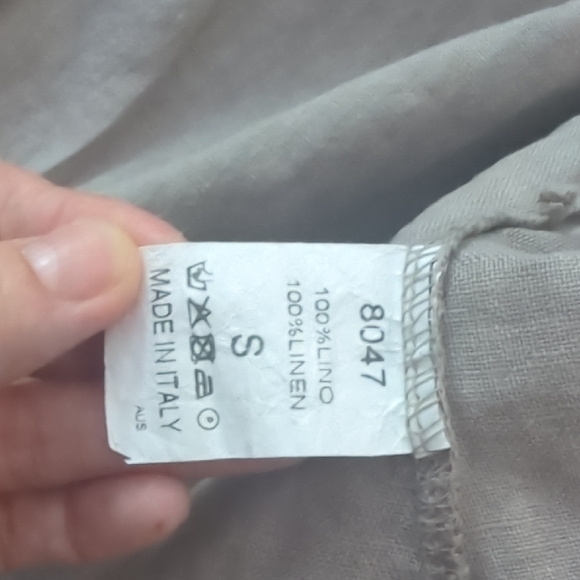 8047
100%LINO
100%LINEN
S
MADE IN ITALY
AUS